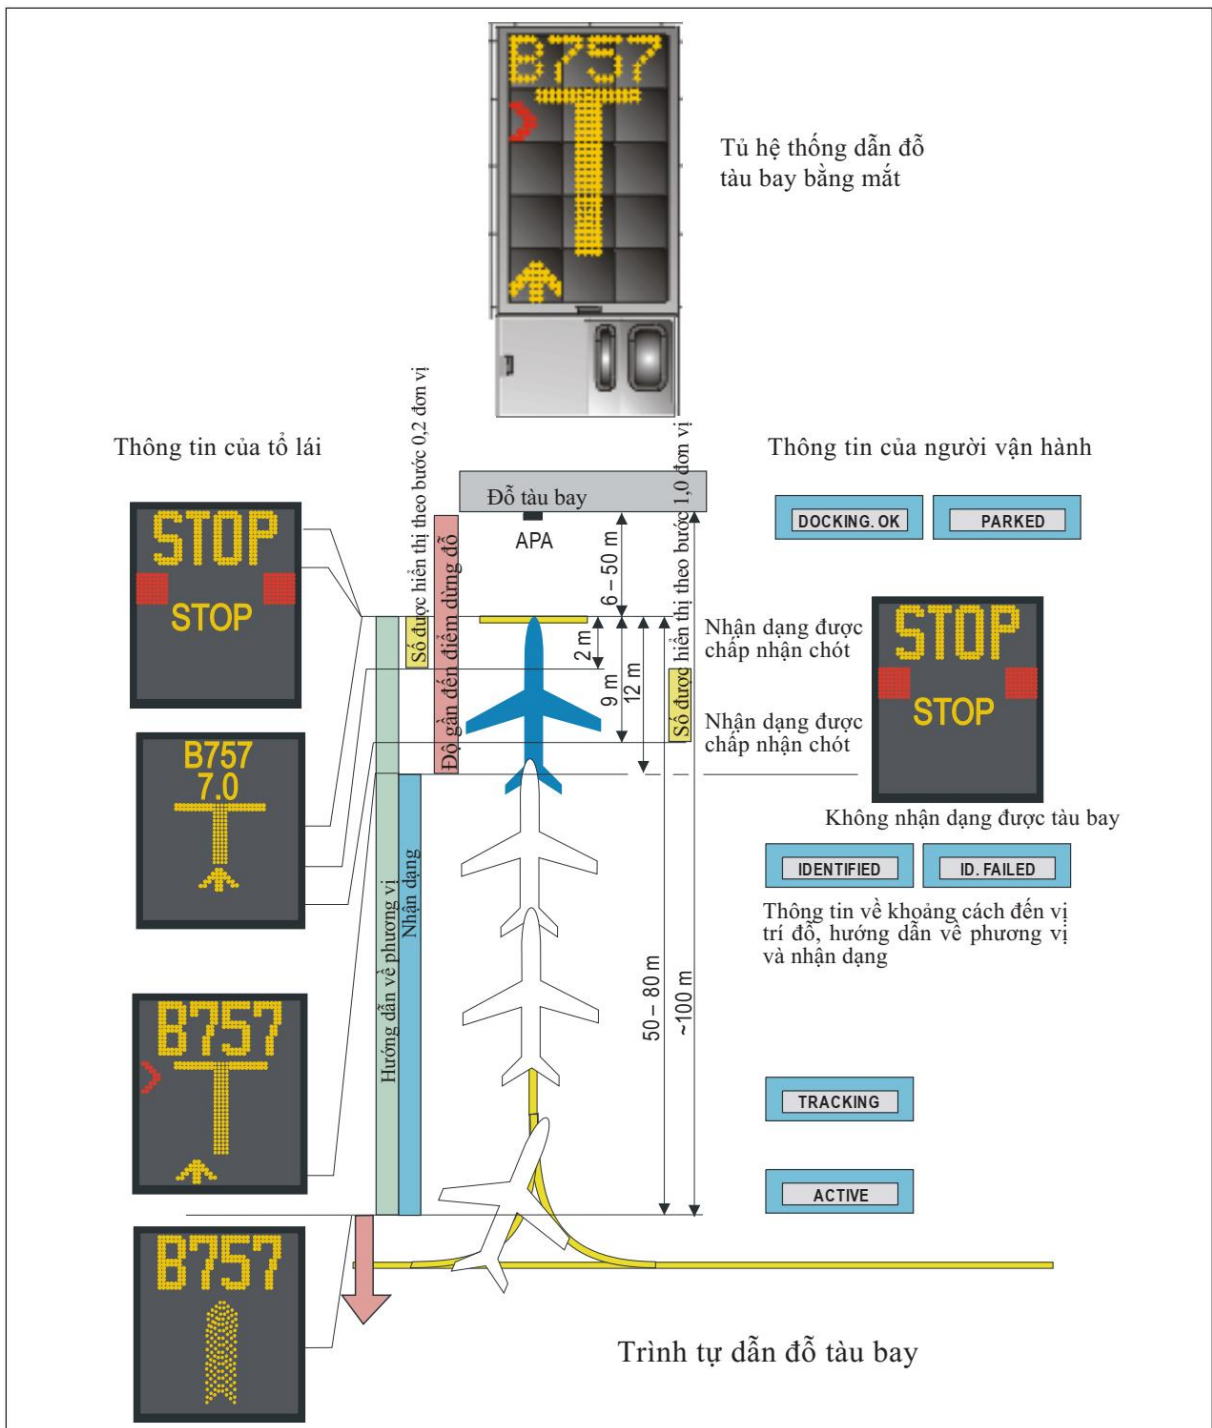 B757
Tủ hệ thống dẫn đỗ
tàu bay bằng mắt
Thông tin của tổ lái
Số được hiển thị theo bước 0,2 đơn vị
Số được hiển thị theo bước 1,0 đơn vị
Thông tin của người vận hành
STOP
STOP
Đỗ tàu bay
APA
DOCKING. OK
PARKED
Độ gần đến điểm dừng đỗ
6 – 50 m
2 m
9 m
12 m
Nhận dạng được
chấp nhận chót
Nhận dạng được
chấp nhận chót
STOP
STOP
Không nhận dạng được tàu bay
B757
7.0
IDENTIFIED
ID. FAILED
Thông tin về khoảng cách đến vị
trí đỗ, hướng dẫn về phương vị
và nhận dạng
Hướng dẫn về phương vị
Nhận dạng
50 – 80 m
~100 m
B757
TRACKING
ACTIVE
B757
Trình tự dẫn đỗ tàu bay